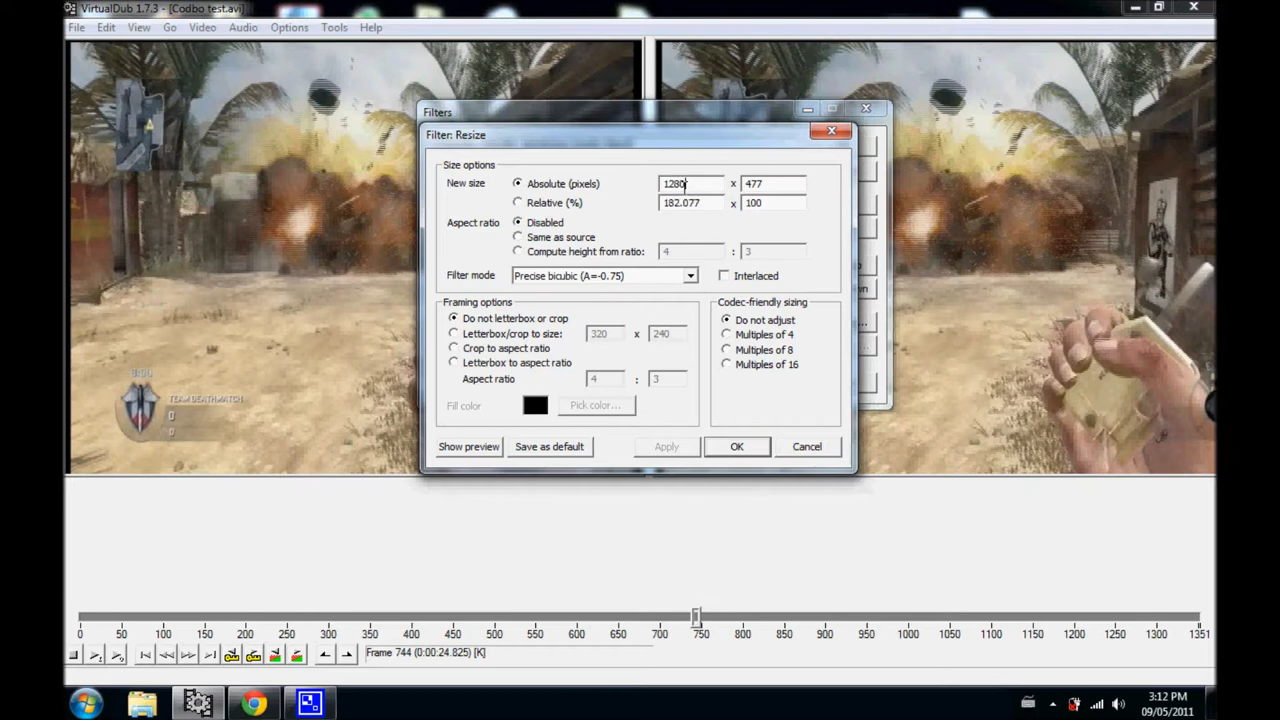 VirtualDub 1.7.3 - [Codbo test.avi]
File Edit View Go Video Audio Options Tools Help
Filters
Filter: Resize
Size options
New size Absolute (pixels) 1280 x 477
Relative (%) 182.077 x 100
Aspect ratio Disabled
Same as source
Compute height from ratio: 4 : 3
Filter mode Precise bicubic (A=-0.75) Interlaced
Framing options Codec-friendly sizing
Do not letterbox or crop Do not adjust
Letterbox/crop to size: 320 x 240 Multiples of 4
Crop to aspect ratio Multiples of 8
Letterbox to aspect ratio Multiples of 16
Aspect ratio 4 : 3
Fill color Pick color...
Show preview Save as default Apply OK Cancel
TEAM DEATHMATCH
0
0
0 50 100 150 200 250 300 350 400 450 500 550 600 650 700 750 800 850 900 950 1000 1050 1100 1150 1200 1250 1300 1351
Frame 744 (0:00:24.825) [K]
3:12 PM
09/05/2011